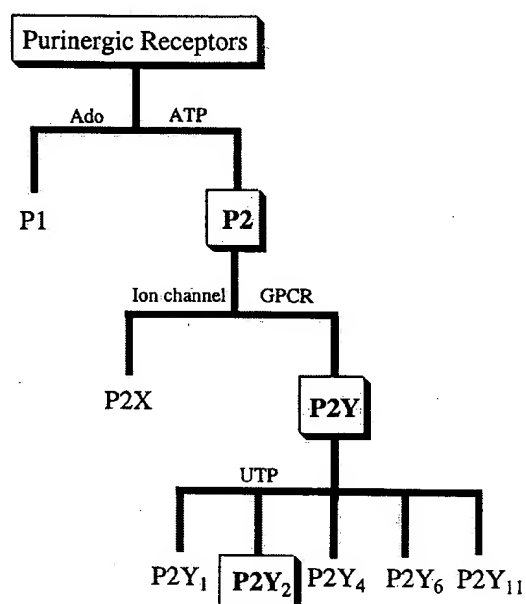 Purinergic Receptors
Ado ATP
P1 P2
Ion channel GPCR
P2X P2Y
UTP
P2Y₁ P2Y₂ P2Y₄ P2Y₆ P2Y₁₁